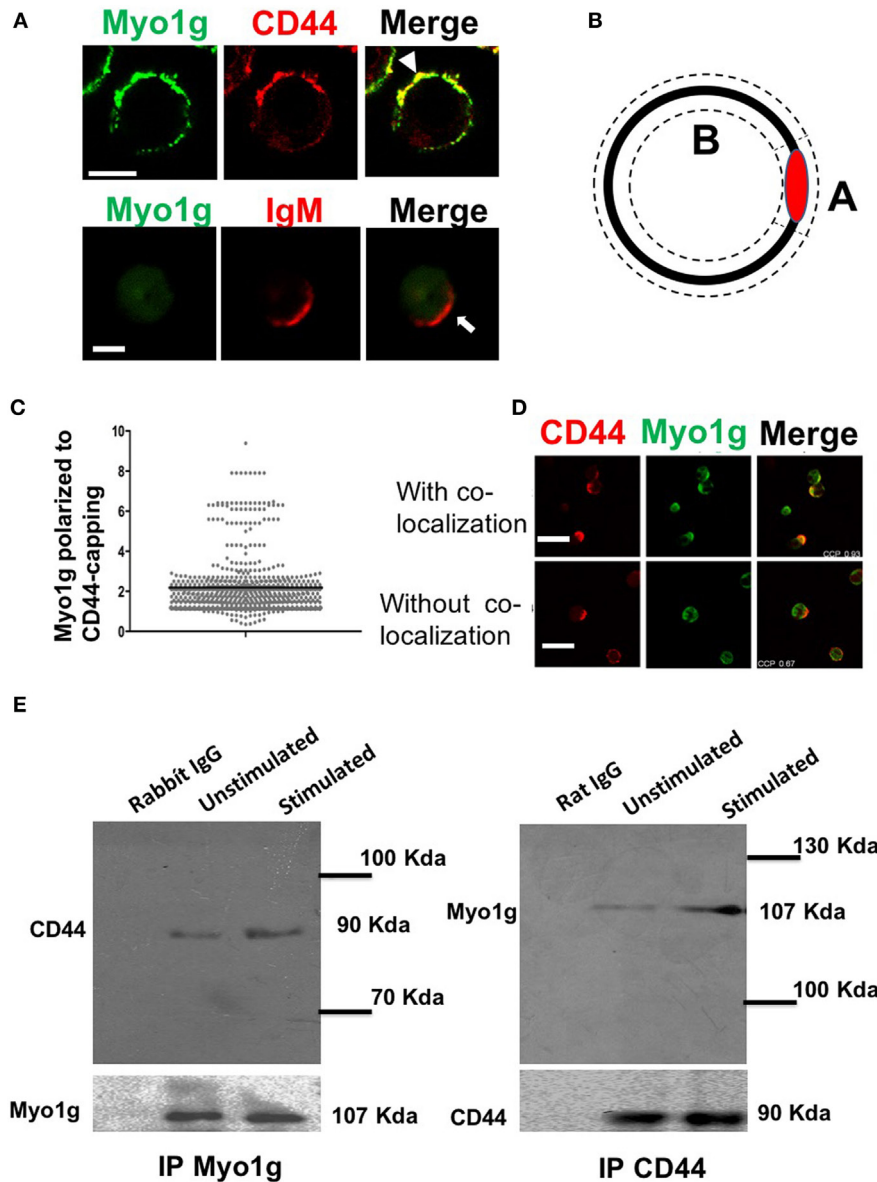 A
Myo1g CD44 Merge
Myo1g IgM Merge
B
B
A
C
Myo1g polarized to
CD44-capping
10
8
6
4
2
0
D
CD44 Myo1g Merge
With co-
localization
CCP 0.93
Without co-
localization
CCP 0.67
E
Rabbít IgG
Unstimulated
Stimulated
100 Kda
CD44
90 Kda
70 Kda
Myo1g
107 Kda
IP Myo1g
Rat IgG
Unstimulated
Stimulated
130 Kda
Myo1g
107 Kda
100 Kda
CD44
90 Kda
IP CD44